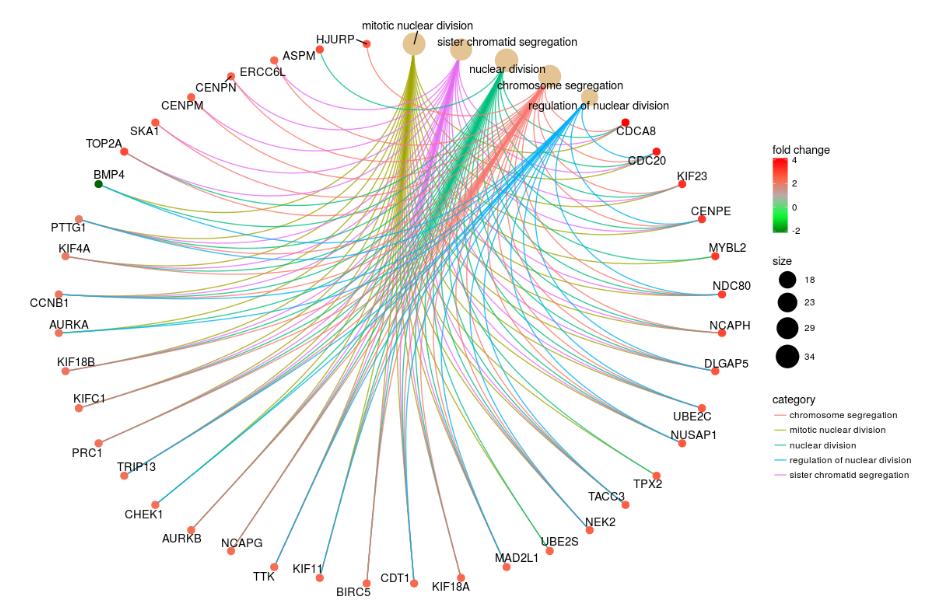 mitotic nuclear division
HJURP
sister chromatid segregation
ASPM
nuclear division
ERCC6L
chromosome segregation
CENPN
CENPM
regulation of nuclear division
SKA1
CDCA8
TOP2A
CDC20
BMP4
KIF23
PTTG1
CENPE
KIF4A
MYBL2
CCNB1
NDC80
AURKA
NCAPH
KIF18B
DLGAP5
KIFC1
UBE2C
PRC1
NUSAP1
TRIP13
TPX2
CHEK1
TACC3
AURKB
NEK2
NCAPG
UBE2S
TTK
KIF11
MAD2L1
BIRC5
CDT1
KIF18A
fold change
4
2
0
-2
size
18
23
29
34
category
chromosome segregation
mitotic nuclear division
nuclear division
regulation of nuclear division
sister chromatid segregation